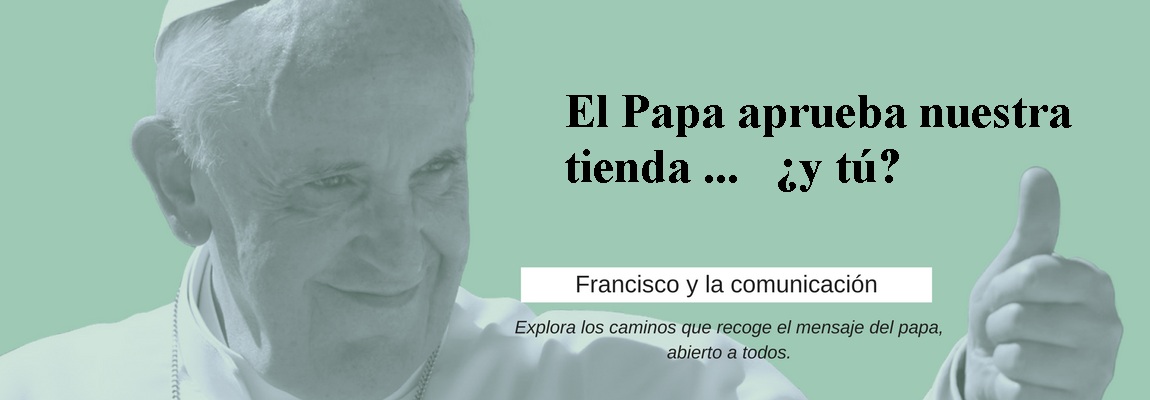 El Papa aprueba nuestra
tienda ... ¿y tú?
Francisco y la comunicación
Explora los caminos que recoge el mensaje del papa,
abierto a todos.